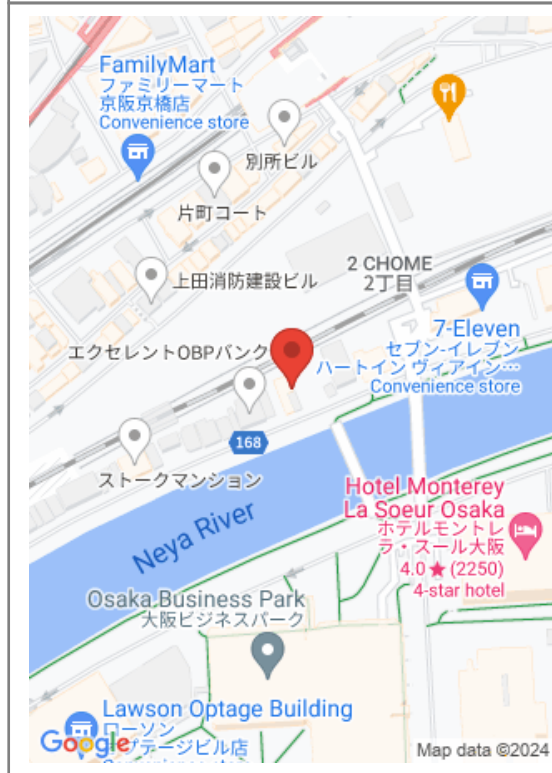 FamilyMart
ファミリーマート
京阪京橋店
Convenience store
別所ビル
片町コート
上田消防建設ビル
2 CHOME
2丁目
7-Eleven
セブン-イレブン
ハートイン ヴィアイン…
Convenience store
エクセレントOBPバンク
168
ストークマンション
Neya River
Hotel Monterey
La Soeur Osaka
ホテルモントレ
ラ・スール大阪
4.0 ★ (2250)
4-star hotel
Osaka Business Park
大阪ビジネスパーク
Lawson Optage Building
ローソン
プテージビル店
Convenience store
Google
Map data ©2024